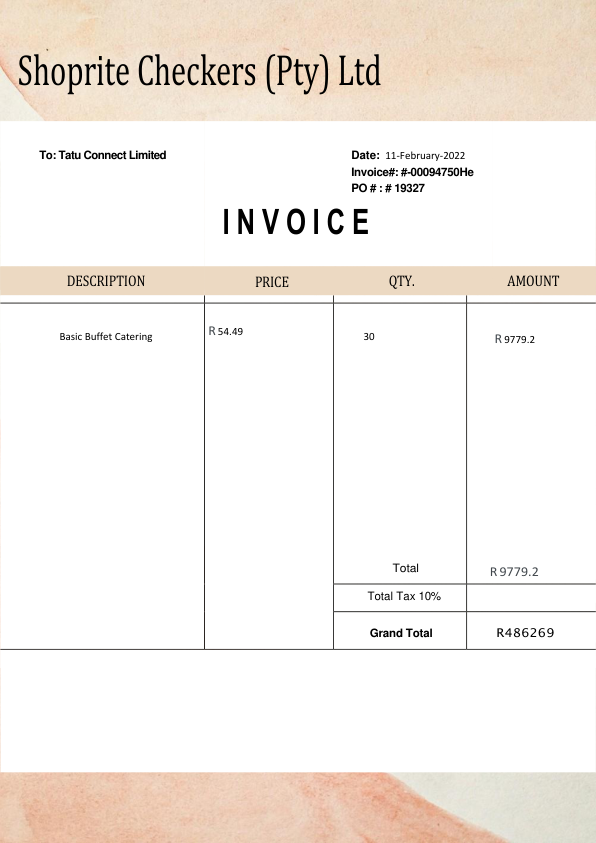 Shoprite Checkers (Pty) Ltd
To: Tatu Connect Limited
Date: 11-February-2022
Invoice#: #-00094750He
PO # : # 19327
INVOICE
DESCRIPTION PRICE QTY. AMOUNT
Basic Buffet Catering R 54.49 30 R 9779.2
Total R 9779.2
Total Tax 10%
Grand Total R486269